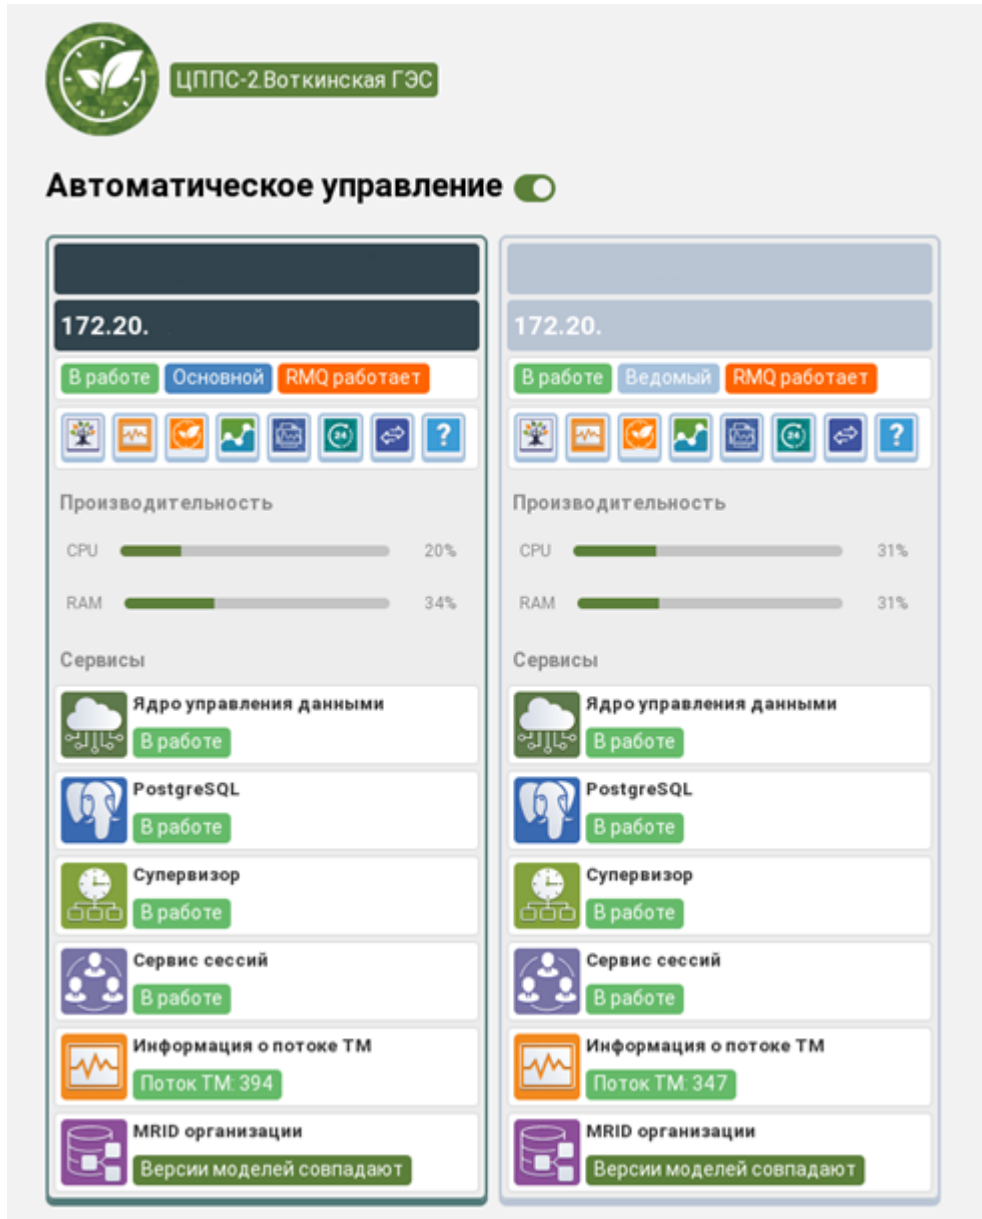 ЦППС-2.Воткинская ГЭС
Автоматическое управление
172.20.
В работе Основной RMQ работает
24 ?
Производительность
CPU 20%
RAM 34%
Сервисы
Ядро управления данными
В работе
PostgreSQL
В работе
Супервизор
В работе
Сервис сессий
В работе
Информация о потоке ТМ
Поток ТМ: 394
MRID организации
Версии моделей совпадают
172.20.
В работе Ведомый RMQ работает
24 ?
Производительность
CPU 31%
RAM 31%
Сервисы
Ядро управления данными
В работе
PostgreSQL
В работе
Супервизор
В работе
Сервис сессий
В работе
Информация о потоке ТМ
Поток ТМ: 347
MRID организации
Версии моделей совпадают